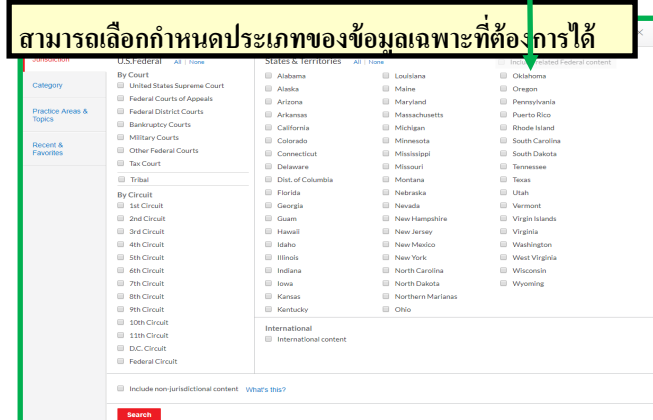 สามารถเลือกกำหนดประเภทของข้อมูลเฉพาะที่ต้องการได้
Jurisdiction
Category
Practice Areas &
Topics
Recent &
Favorites
U.S.Federal All | None
By Court
United States Supreme Court
Federal Courts of Appeals
Federal District Courts
Bankruptcy Courts
Military Courts
Other Federal Courts
Tax Court
Tribal
By Circuit
1st Circuit
2nd Circuit
3rd Circuit
4th Circuit
5th Circuit
6th Circuit
7th Circuit
8th Circuit
9th Circuit
10th Circuit
11th Circuit
D.C. Circuit
Federal Circuit
States & Territories All | None
Include related Federal content
Alabama
Alaska
Arizona
Arkansas
California
Colorado
Connecticut
Delaware
Dist. of Columbia
Florida
Georgia
Guam
Hawaii
Idaho
Illinois
Indiana
Iowa
Kansas
Kentucky
Louisiana
Maine
Maryland
Massachusetts
Michigan
Minnesota
Mississippi
Missouri
Montana
Nebraska
Nevada
New Hampshire
New Jersey
New Mexico
New York
North Carolina
North Dakota
Northern Marianas
Ohio
Oklahoma
Oregon
Pennsylvania
Puerto Rico
Rhode Island
South Carolina
South Dakota
Tennessee
Texas
Utah
Vermont
Virgin Islands
Virginia
Washington
West Virginia
Wisconsin
Wyoming
International
International content
Include non-jurisdictional content What's this?
Search